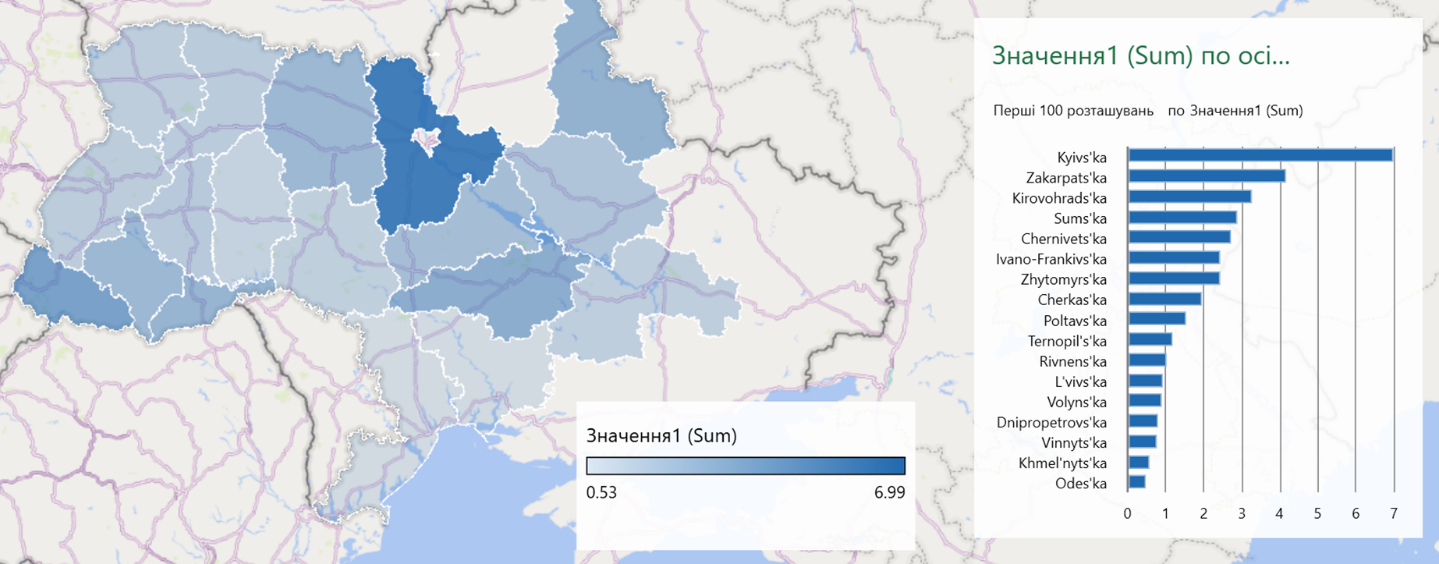 Значення1 (Sum) по осі...
Перші 100 розташувань по Значення1 (Sum)
Kyivs'ka
Zakarpats'ka
Kirovohrads'ka
Sums'ka
Chernivets'ka
Ivano-Frankivs'ka
Zhytomyrs'ka
Cherkas'ka
Poltavs'ka
Ternopil's'ka
Rivnens'ka
L'vivs'ka
Volyns'ka
Dnipropetrovs'ka
Vinnyts'ka
Khmel'nyts'ka
Odes'ka
0 1 2 3 4 5 6 7
Значення1 (Sum)
0.53 6.99